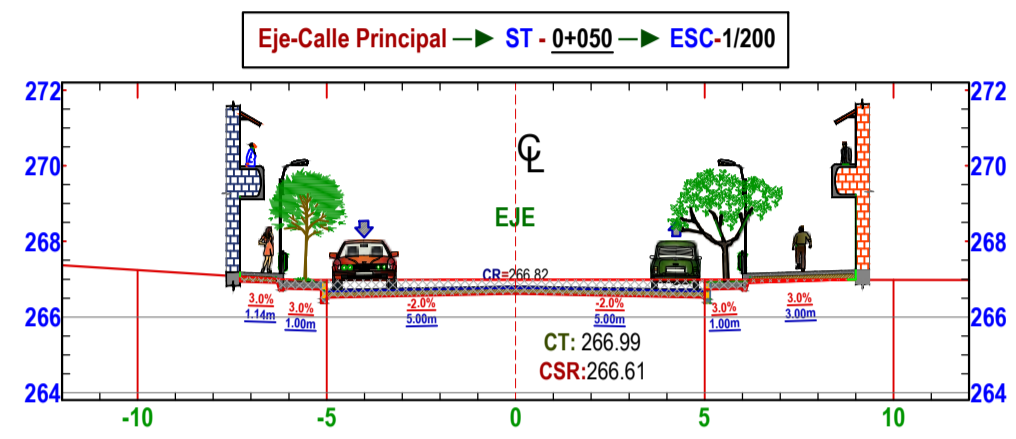 Eje-Calle Principal ST - 0+050 ESC-1/200
272 272
270 270
℄
EJE
268 268
CR=266.82
3.0% 3.0% -2.0% -2.0% 3.0% 3.0%
1.14m 1.00m 5.00m 5.00m 1.00m 3.00m
266 266
CT: 266.99
CSR:266.61
264 264
-10 -5 0 5 10